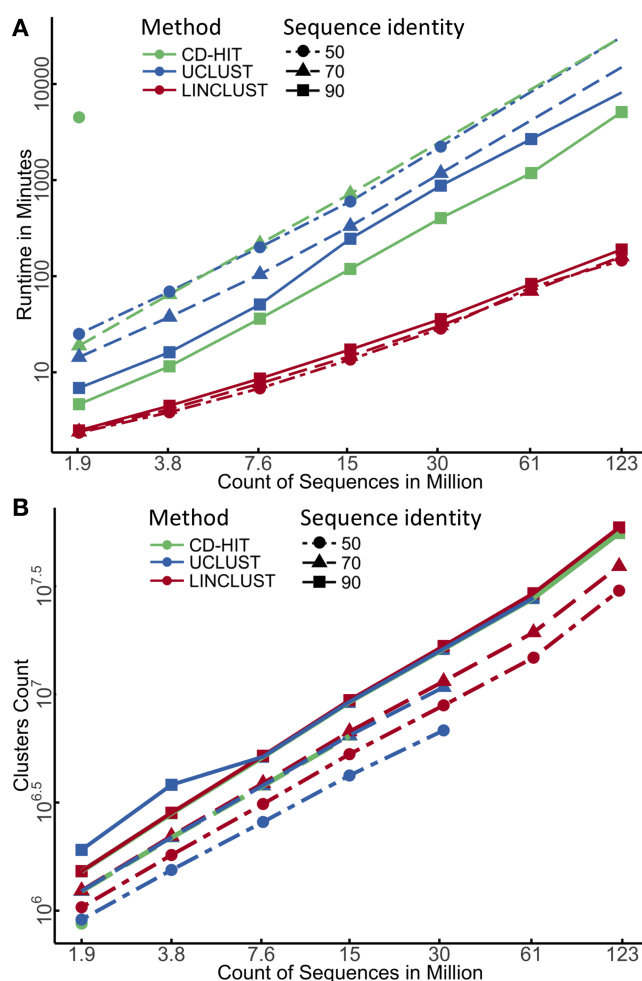 A
Method Sequence identity
CD-HIT 50
UCLUST 70
LINCLUST 90
Runtime in Minutes
10000
1000
100
10
1.9 3.8 7.6 15 30 61 123
Count of Sequences in Million
B
Method Sequence identity
CD-HIT 50
UCLUST 70
LINCLUST 90
Clusters Count
10^7.5
10^7
10^6.5
10^6
1.9 3.8 7.6 15 30 61 123
Count of Sequences in Million